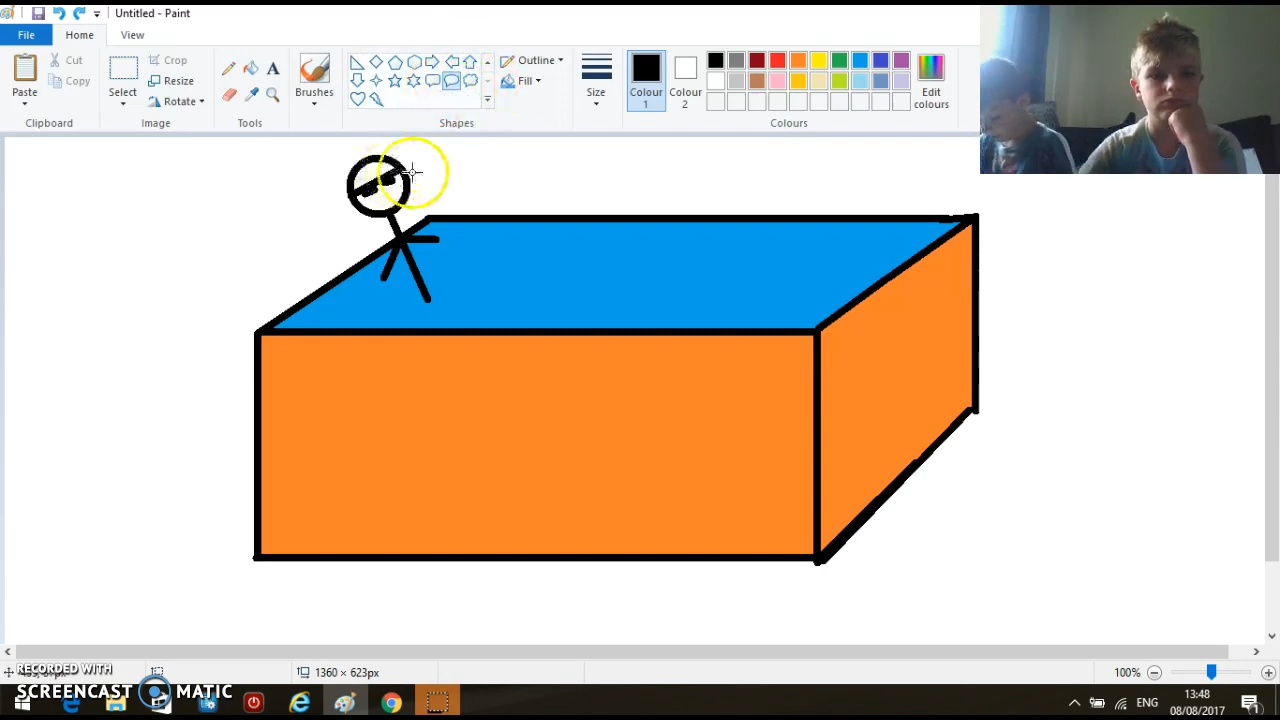 Untitled - Paint
File Home View
Paste
Cut
Copy
Clipboard
Select
Crop
Resize
Rotate
Image
Tools
Brushes
Shapes
Outline
Fill
Size
Colour 1
Colour 2
Edit colours
Colours
1360 × 623px
100%
RECORDED WITH
SCREENCAST MATIC
ENG
13:48
08/08/2017